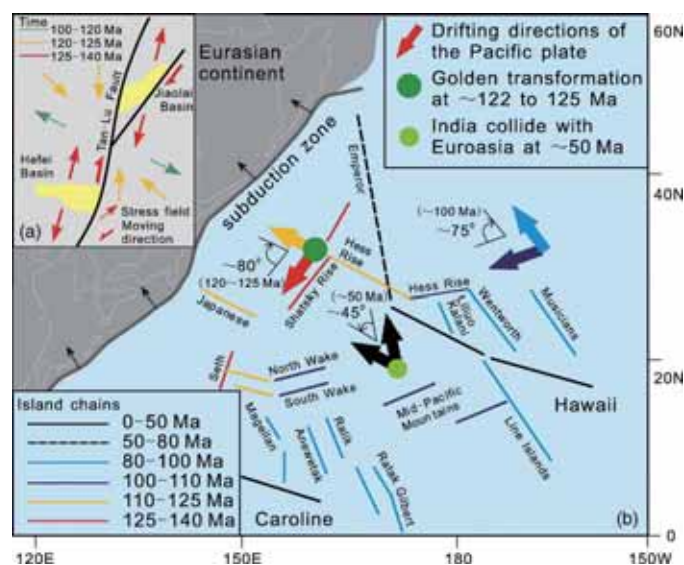 Time
100-120 Ma
120-125 Ma
125-140 Ma
Tan Lu Fault
Jiaolai
Basin
Hefei
Basin
Stress field
Moving
direction
(a)
Eurasian
continent
subduction zone
Drifting directions of
the Pacific plate
Golden transformation
at ~122 to 125 Ma
India collide with
Euroasia at ~50 Ma
60N
40N
20N
0
Emperor
(~100 Ma)
~75°
~80°
(120~125 Ma)
Hess
Rise
Shatsky Rise
Japanese
(~50 Ma)
~45°
Hess Rise
Liliuo
Kalani
Wentworth
Musicians
Seth
North Wake
South Wake
Mid-Pacific
Mountains
Hawaii
Line Islands
Magellan
Anewetak
Ralik
Ratak Gilbert
Caroline
(b)
Island chains
0-50 Ma
50-80 Ma
80-100 Ma
100-110 Ma
110-125 Ma
125-140 Ma
120E
150E
180
150W